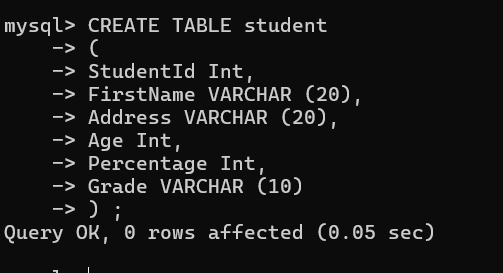 mysql> CREATE TABLE student
    -> (
    -> StudentId Int,
    -> FirstName VARCHAR (20),
    -> Address VARCHAR (20),
    -> Age Int,
    -> Percentage Int,
    -> Grade VARCHAR (10)
    -> ) ;
Query OK, 0 rows affected (0.05 sec)